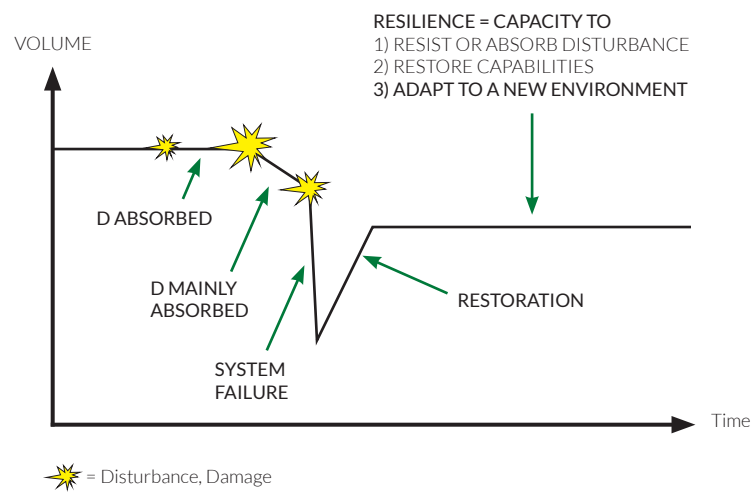 RESILIENCE = CAPACITY TO
1) RESIST OR ABSORB DISTURBANCE
2) RESTORE CAPABILITIES
3) ADAPT TO A NEW ENVIRONMENT
VOLUME
D ABSORBED
D MAINLY
ABSORBED
RESTORATION
SYSTEM
FAILURE
Time
= Disturbance, Damage